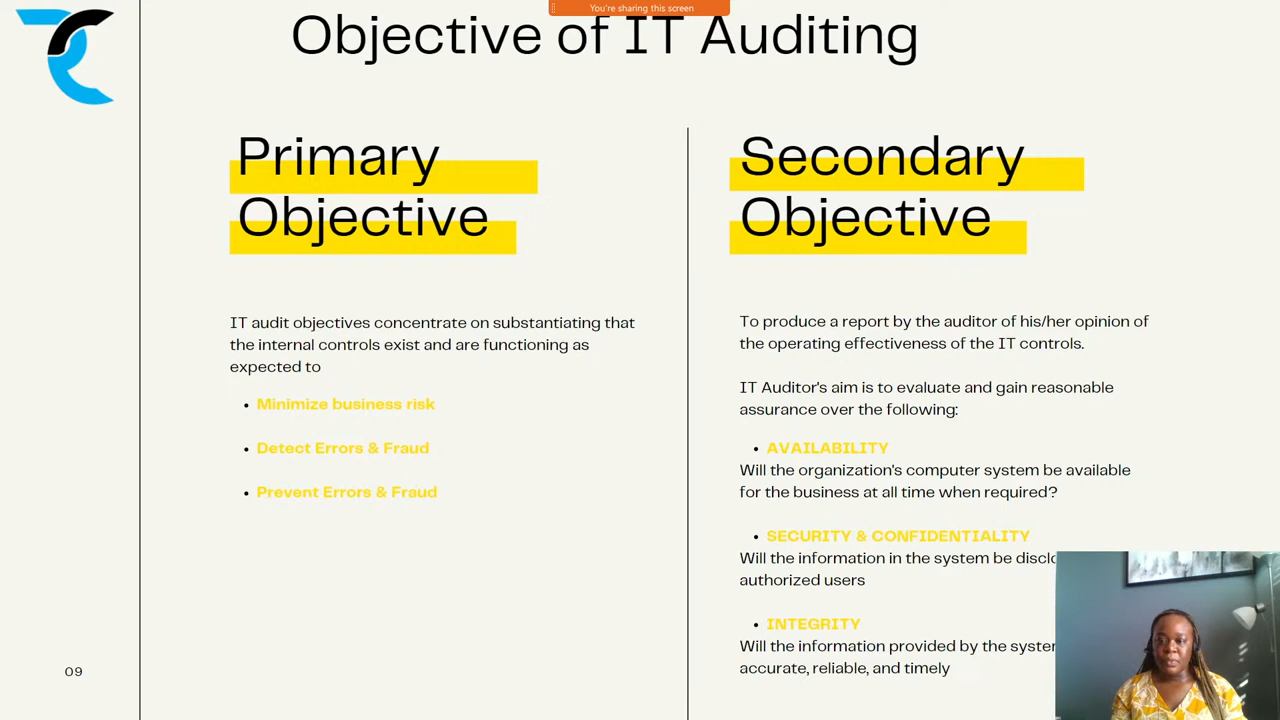 You're sharing this screen
Objective of IT Auditing
Primary
Objective
IT audit objectives concentrate on substantiating that
the internal controls exist and are functioning as
expected to
• Minimize business risk
• Detect Errors & Fraud
• Prevent Errors & Fraud
Secondary
Objective
To produce a report by the auditor of his/her opinion of
the operating effectiveness of the IT controls.
IT Auditor's aim is to evaluate and gain reasonable
assurance over the following:
• AVAILABILITY
Will the organization's computer system be available
for the business at all time when required?
• SECURITY & CONFIDENTIALITY
Will the information in the system be
authorized users
• INTEGRITY
Will the information provided by the
accurate, reliable, and timely
09